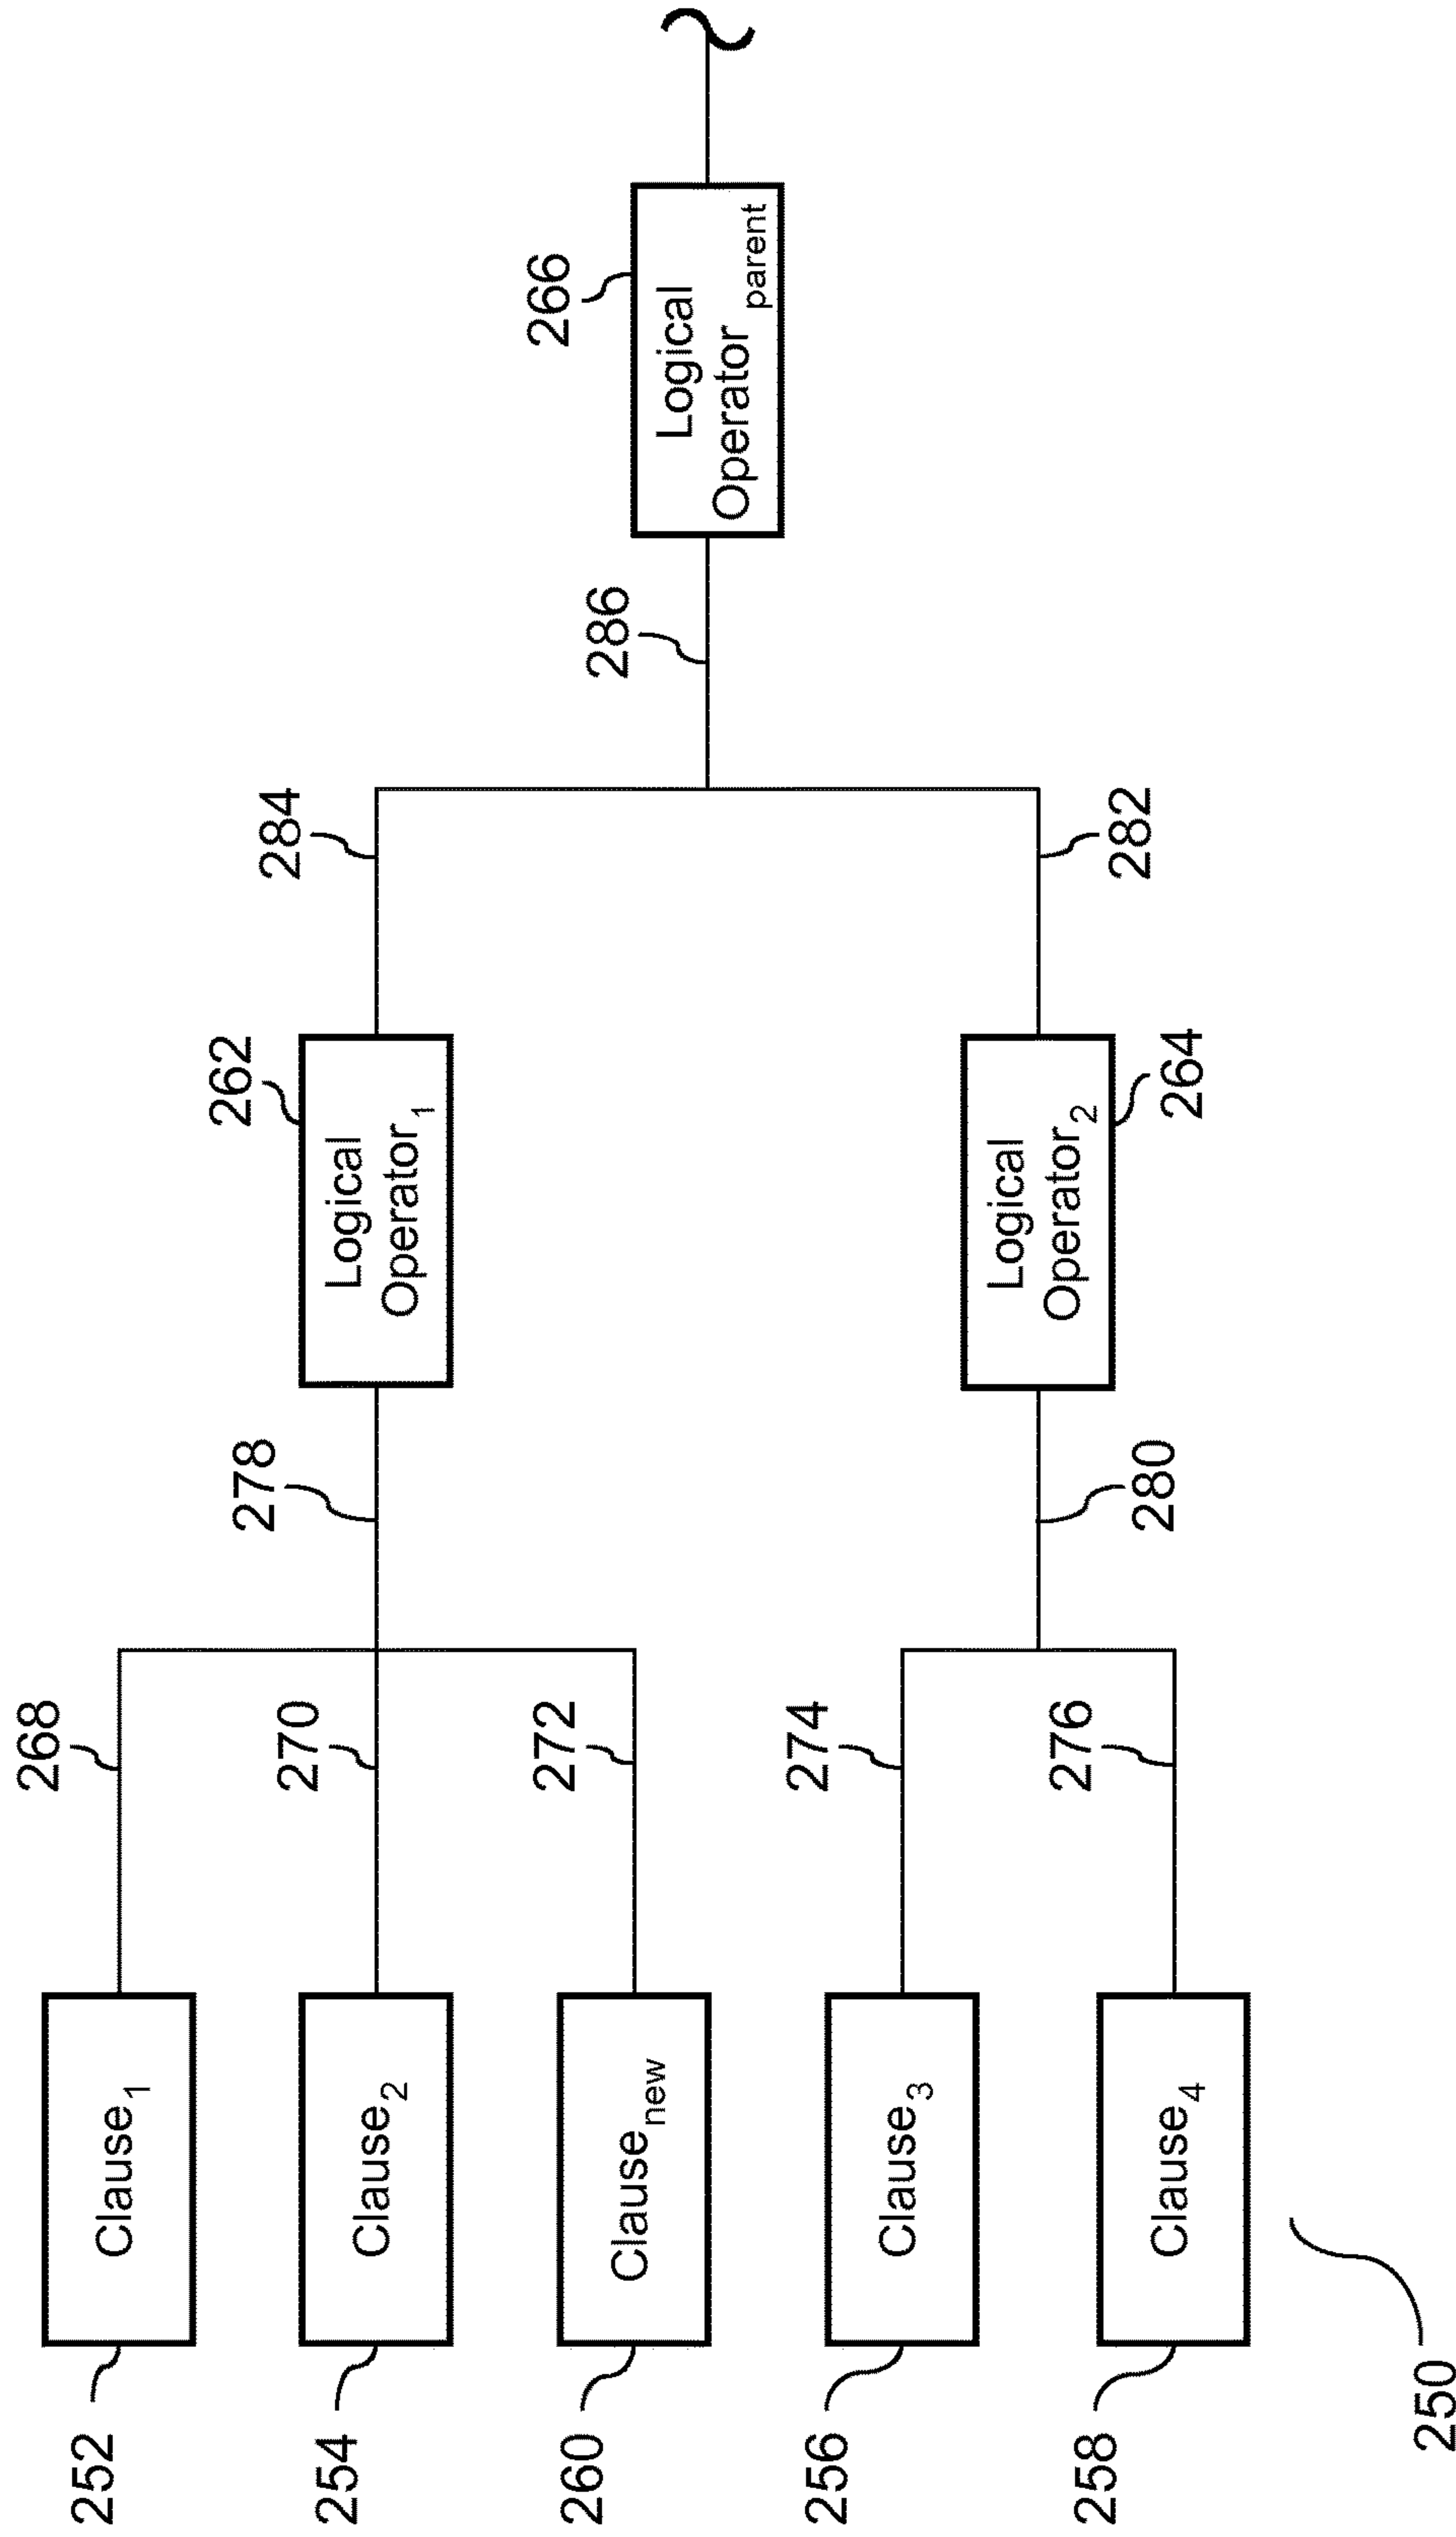 268
252
Clause₁
262
278
284
270
254
Clause₂
Logical
Operator₁
266
272
260
286
Clauseₙₑw
Logical
Operator parent
274
256
Clause₃
Logical
Operator₂
276
258
282
280
Clause₄
264
250